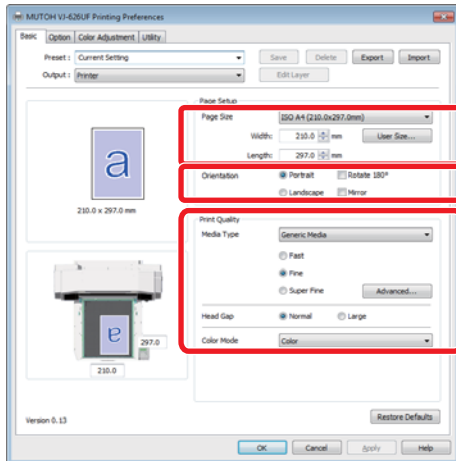 MUTOH VJ-626UF Printing Preferences
Basic Option Color Adjustment Utility
Preset : Current Setting Save Delete Export Import
Output : Printer Edit Layer
Page Setup
Page Size ISO A4 (210.0x297.0mm)
Width: 210.0 mm User Size...
Length: 297.0 mm
Orientation Portrait Rotate 180°
Landscape Mirror
a
210.0 x 297.0 mm
Print Quality
Media Type Generic Media
Fast
Fine
Super Fine Advanced...
Head Gap Normal Large
Color Mode Color
a
297.0
210.0
Version 0.13 Restore Defaults
OK Cancel Apply Help